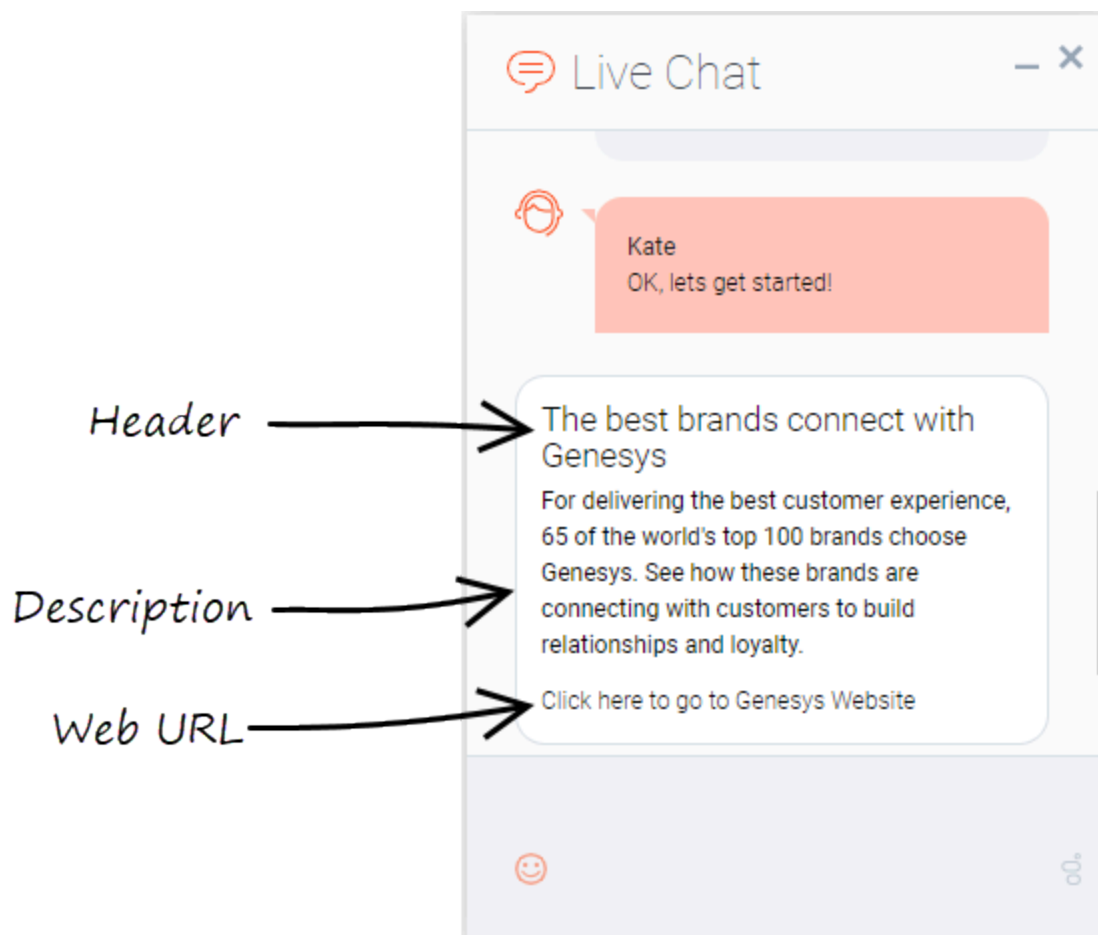 Live Chat
Kate
OK, lets get started!
Header
The best brands connect with
Genesys
For delivering the best customer experience,
65 of the world's top 100 brands choose
Genesys. See how these brands are
Description
connecting with customers to build
relationships and loyalty.
Web URL
Click here to go to Genesys Website